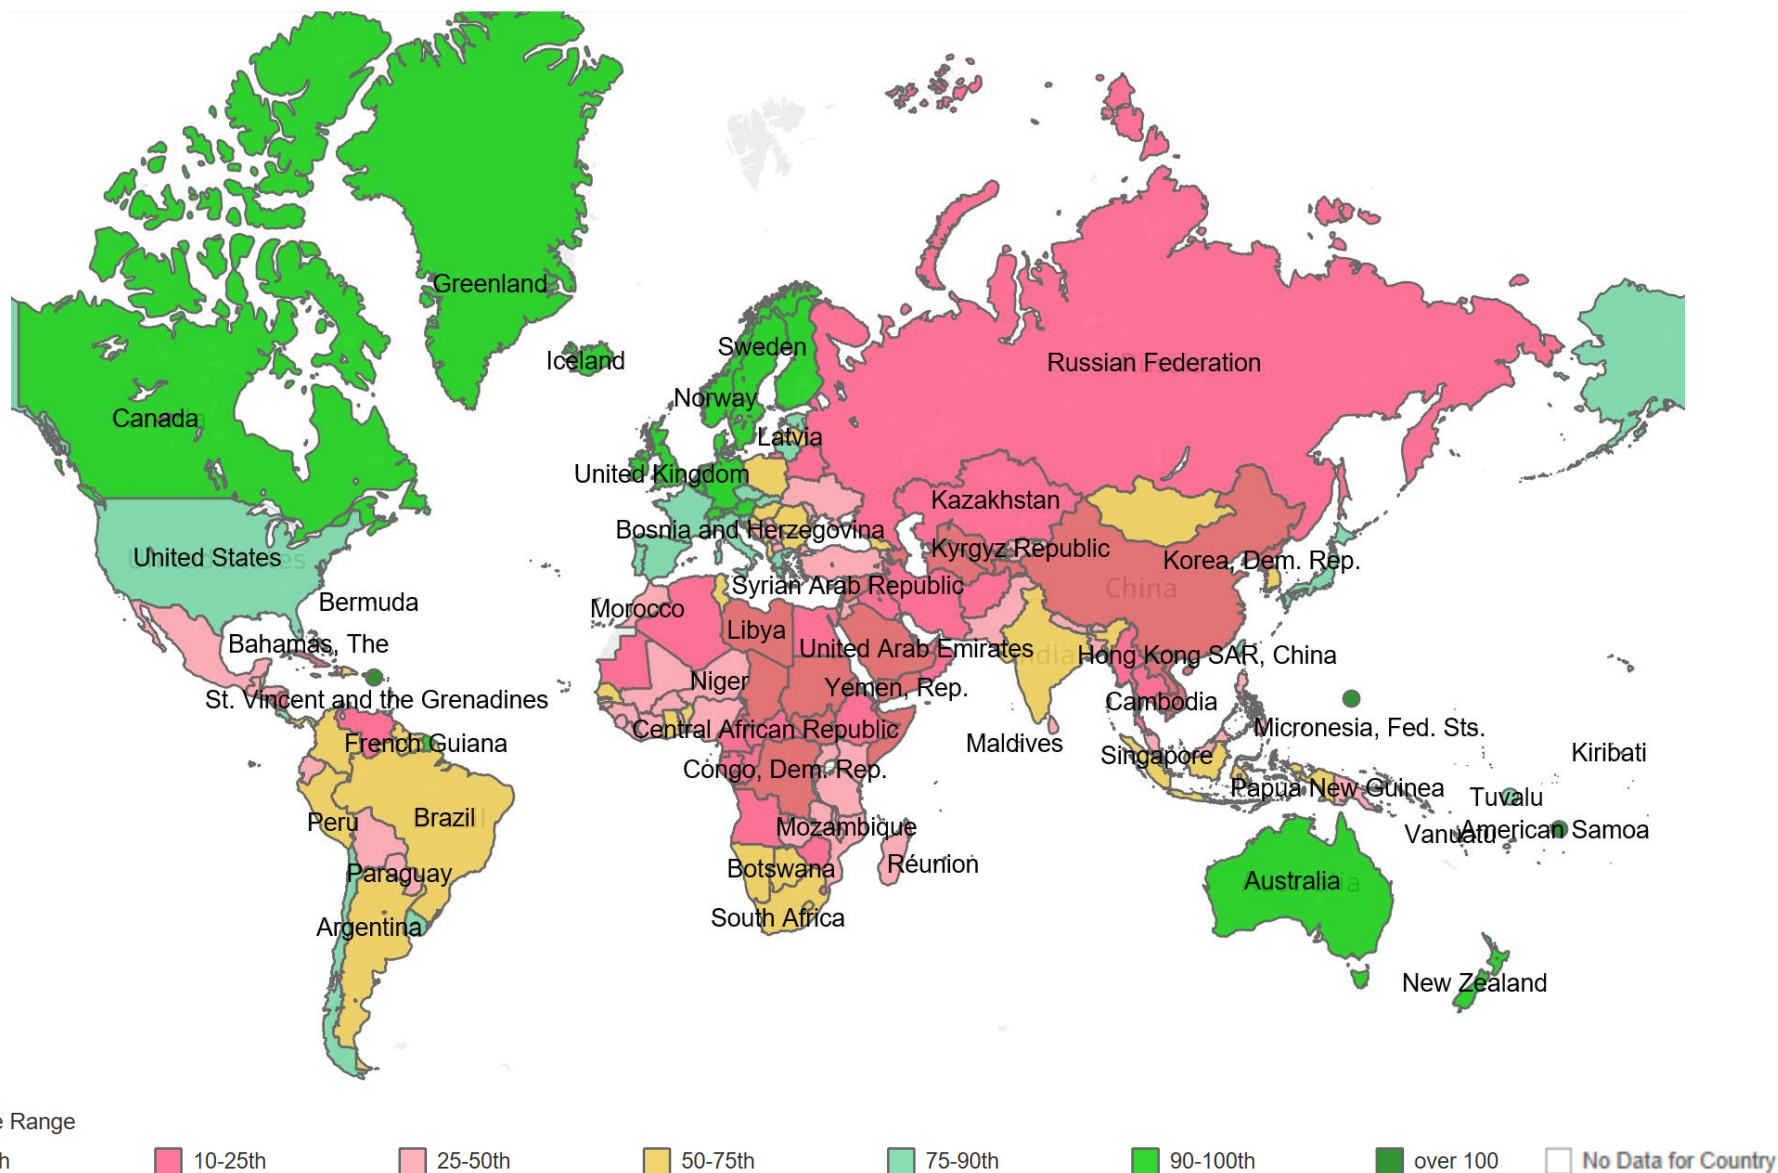 Greenland
Iceland
Sweden
Russian Federation
Norway
Canada
Latvia
United Kingdom
Kazakhstan
Bosnia and Herzegovina
United States
Kyrgyz Republic
Korea, Dem. Rep.
China
Syrian Arab Republic
Bermuda
Morocco
Libya
Bahamas, The
United Arab Emirates
India
Hong Kong SAR, China
Niger
Yemen, Rep.
St. Vincent and the Grenadines
Cambodia
Central African Republic
Micronesia, Fed. Sts.
French Guiana
Maldives
Singapore
Kiribati
Congo, Dem. Rep.
Papua New Guinea
Tuvalu
Peru
Brazil
Mozambique
Vanuatu
American Samoa
Réunion
Botswana
Paraguay
Australia
South Africa
Argentina
New Zealand
e Range
h
10-25th
25-50th
50-75th
75-90th
90-100th
over 100
No Data for Country